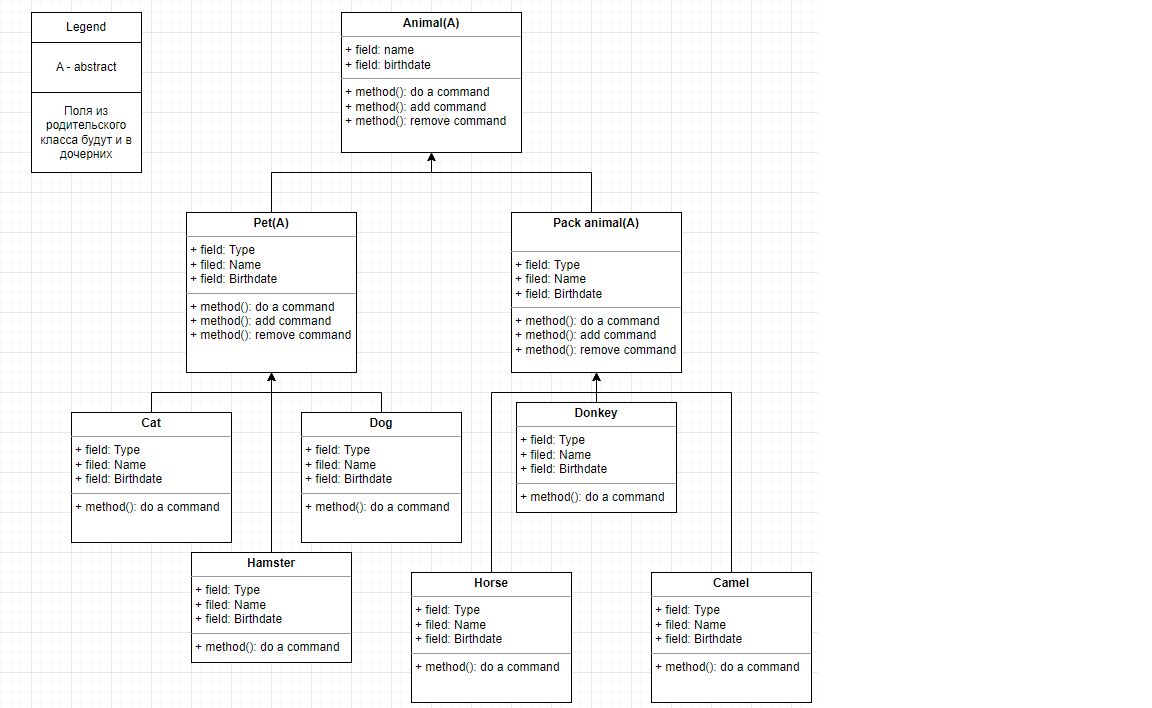 Legend
A - abstract
Поля из
родительского
класса будут и в
дочерних
Animal(A)
+ field: name
+ field: birthdate
+ method(): do a command
+ method(): add command
+ method(): remove command
Pet(A)
+ field: Type
+ filed: Name
+ field: Birthdate
+ method(): do a command
+ method(): add command
+ method(): remove command
Pack animal(A)
+ field: Type
+ filed: Name
+ field: Birthdate
+ method(): do a command
+ method(): add command
+ method(): remove command
Cat
+ field: Type
+ filed: Name
+ field: Birthdate
+ method(): do a command
Dog
+ field: Type
+ filed: Name
+ field: Birthdate
+ method(): do a command
Donkey
+ field: Type
+ filed: Name
+ field: Birthdate
+ method(): do a command
Hamster
+ field: Type
+ filed: Name
+ field: Birthdate
+ method(): do a command
Horse
+ field: Type
+ filed: Name
+ field: Birthdate
+ method(): do a command
Camel
+ field: Type
+ filed: Name
+ field: Birthdate
+ method(): do a command